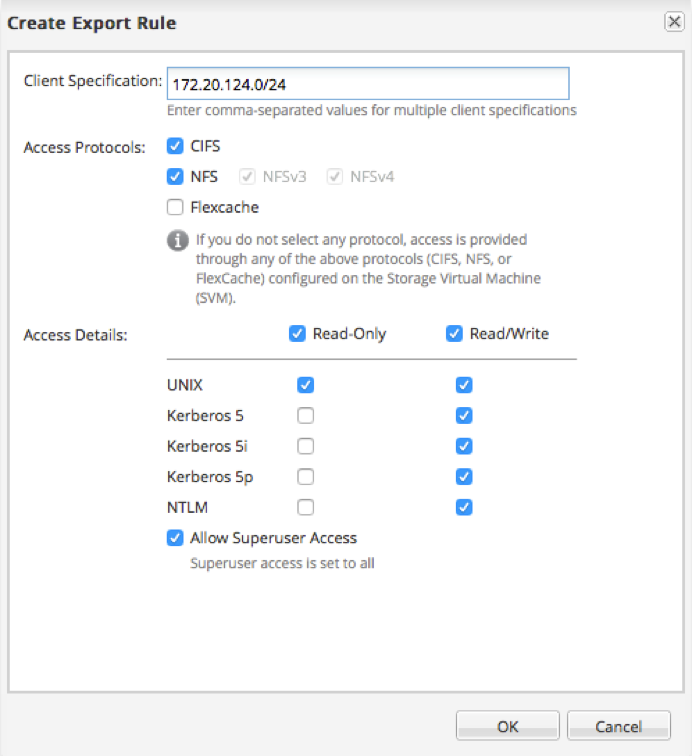 Create Export Rule
Client Specification: 172.20.124.0/24
Enter comma-separated values for multiple client specifications
Access Protocols: CIFS
NFS NFSv3 NFSv4
Flexcache
If you do not select any protocol, access is provided
through any of the above protocols (CIFS, NFS, or
FlexCache) configured on the Storage Virtual Machine
(SVM).
Access Details: Read-Only Read/Write
UNIX
Kerberos 5
Kerberos 5i
Kerberos 5p
NTLM
Allow Superuser Access
Superuser access is set to all
OK Cancel